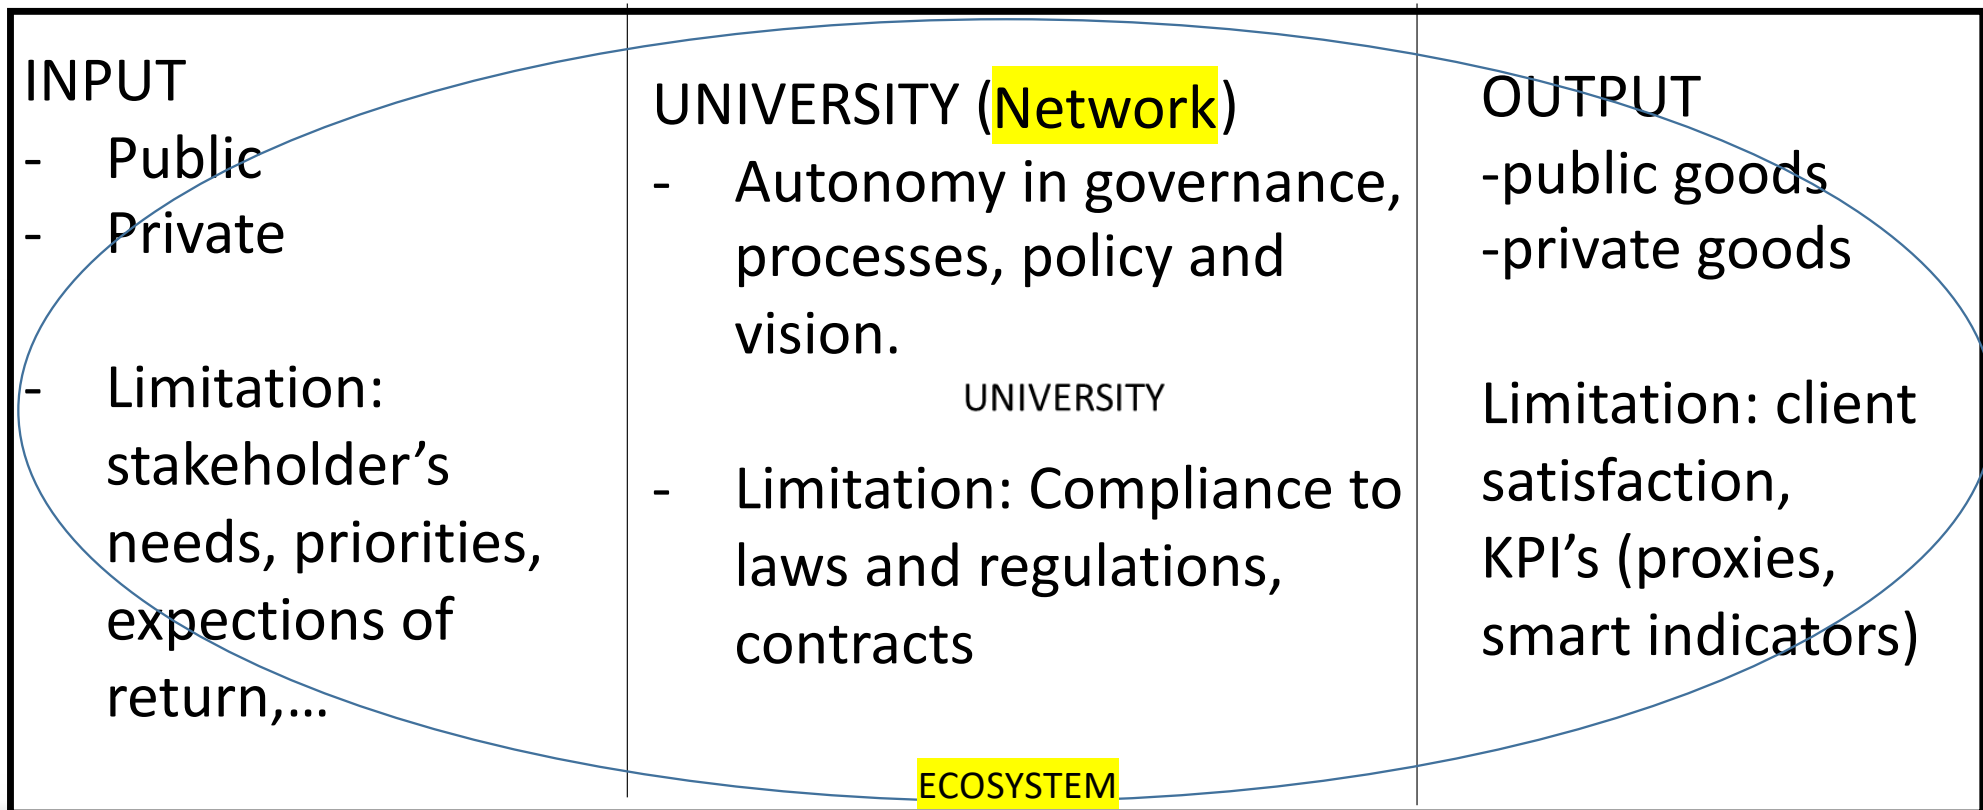 INPUT
- Public
- Private
- Limitation:
stakeholder’s
needs, priorities,
expections of
return,...
UNIVERSITY (Network)
- Autonomy in governance,
processes, policy and
vision.
UNIVERSITY
- Limitation: Compliance to
laws and regulations,
contracts
OUTPUT
-public goods
-private goods
Limitation: client
satisfaction,
KPI’s (proxies,
smart indicators)
ECOSYSTEM